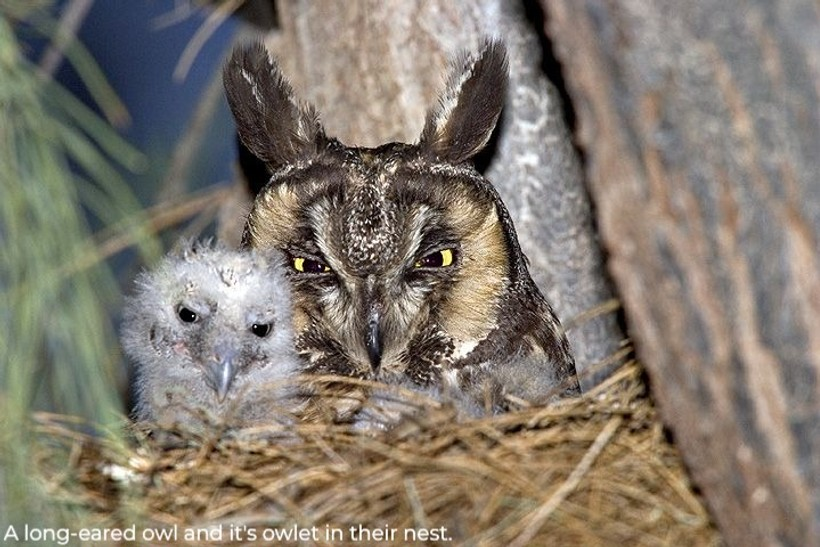 A long-eared owl and it's owlet in their nest.